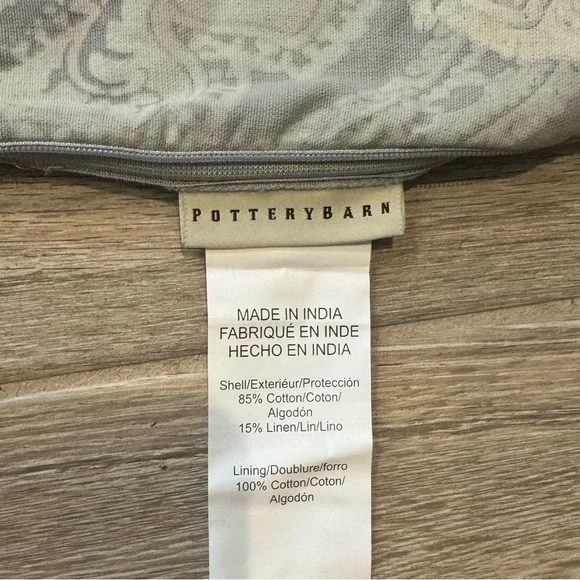 POTTERYBARN
MADE IN INDIA
FABRIQUÉ EN INDE
HECHO EN INDIA
Shell/Exteriéur/Protección
85% Cotton/Coton/
Algodón
15% Linen/Lin/Lino
Lining/Doublure/forro
100% Cotton/Coton/
Algodón